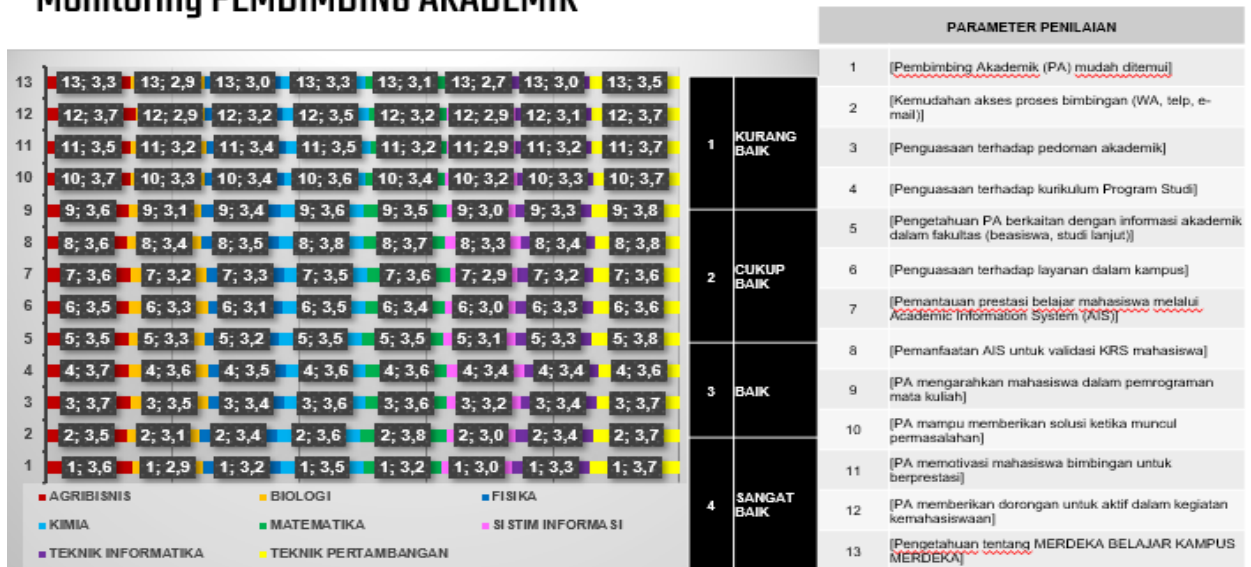 Monitoring PEMBIMBING AKADEMIK
13 13; 3,3 13; 2,9 13; 3,0 13; 3,3 13; 3,1 13; 2,7 13; 3,0 13; 3,5
12 12; 3,7 12; 2,9 12; 3,2 12; 3,5 12; 3,2 12; 2,9 12; 3,1 12; 3,7
11 11; 3,5 11; 3,2 11; 3,4 11; 3,5 11; 3,2 11; 2,9 11; 3,2 11; 3,7
10 10; 3,7 10; 3,3 10; 3,4 10; 3,6 10; 3,4 10; 3,2 10; 3,3 10; 3,7
9 9; 3,6 9; 3,1 9; 3,4 9; 3,6 9; 3,5 9; 3,0 9; 3,3 9; 3,8
8 8; 3,6 8; 3,4 8; 3,5 8; 3,8 8; 3,7 8; 3,3 8; 3,4 8; 3,8
7 7; 3,6 7; 3,2 7; 3,3 7; 3,5 7; 3,6 7; 2,9 7; 3,2 7; 3,6
6 6; 3,5 6; 3,3 6; 3,1 6; 3,5 6; 3,4 6; 3,0 6; 3,3 6; 3,6
5 5; 3,5 5; 3,3 5; 3,2 5; 3,5 5; 3,5 5; 3,1 5; 3,3 5; 3,8
4 4; 3,7 4; 3,6 4; 3,5 4; 3,6 4; 3,6 4; 3,4 4; 3,4 4; 3,6
3 3; 3,7 3; 3,5 3; 3,4 3; 3,6 3; 3,6 3; 3,2 3; 3,4 3; 3,7
2 2; 3,5 2; 3,1 2; 3,4 2; 3,6 2; 3,8 2; 3,0 2; 3,4 2; 3,7
1 1; 3,6 1; 2,9 1; 3,2 1; 3,5 1; 3,2 1; 3,0 1; 3,3 1; 3,7
AGRIBISNIS BIOLOGI FISIKA
KIMIA MATEMATIKA SISTIM INFORMASI
TEKNIK INFORMATIKA TEKNIK PERTAMBANGAN
1 KURANG
BAIK
2 CUKUP
BAIK
3 BAIK
4 SANGAT
BAIK
PARAMETER PENILAIAN
1 [Pembimbing Akademik (PA) mudah ditemui]
2 [Kemudahan akses proses bimbingan (WA, telp, e-
mail)]
3 [Penguasaan terhadap pedoman akademik]
4 [Penguasaan terhadap kurikulum Program Studi]
5 [Pengetahuan PA berkaitan dengan informasi akademik
dalam fakultas (beasiswa, studi lanjut)]
6 [Penguasaan terhadap layanan dalam kampus]
7 [Pemantauan prestasi belajar mahasiswa melalui
Academic Information System (AIS)]
8 [Pemanfaatan AIS untuk validasi KRS mahasiswa]
9 [PA mengarahkan mahasiswa dalam pemrograman
mata kuliah]
10 [PA mampu memberikan solusi ketika muncul
permasalahan]
11 [PA memotivasi mahasiswa bimbingan untuk
berprestasi]
12 [PA memberikan dorongan untuk aktif dalam kegiatan
kemahasiswaan]
13 [Pengetahuan tentang MERDEKA BELAJAR KAMPUS
MERDEKA]